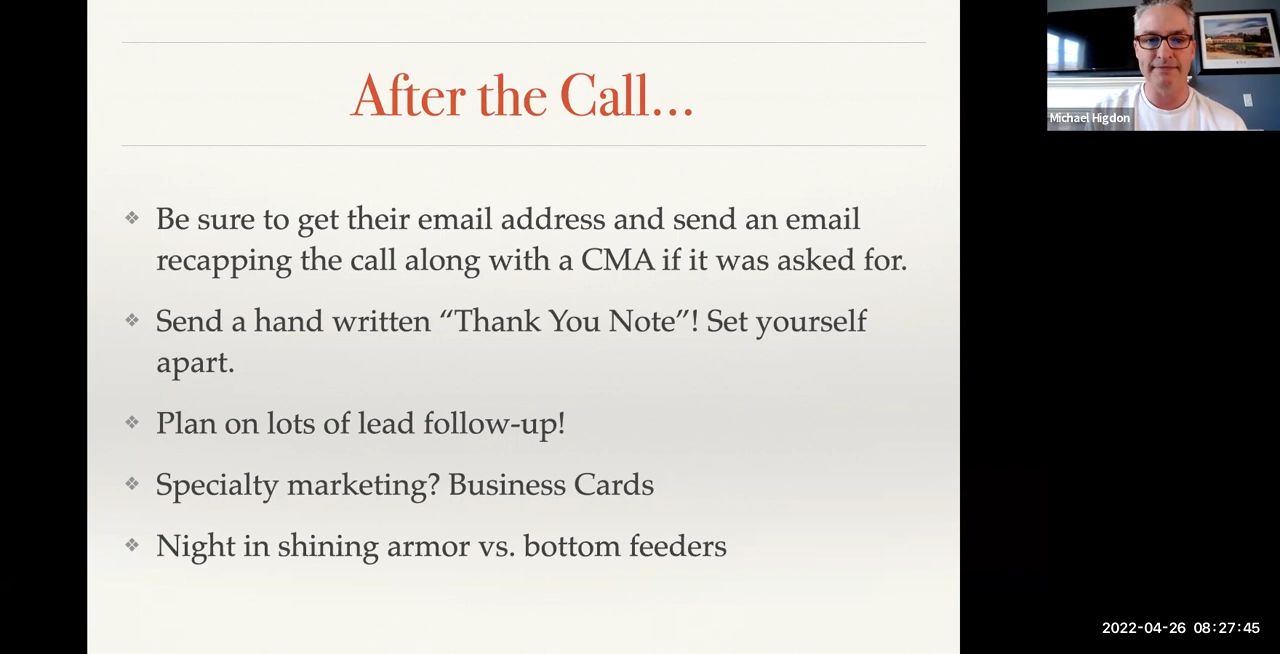 After the Call...
Be sure to get their email address and send an email
recapping the call along with a CMA if it was asked for.
Send a hand written “Thank You Note”! Set yourself
apart.
Plan on lots of lead follow-up!
Specialty marketing? Business Cards
Night in shining armor vs. bottom feeders
Michael Higdon
2022-04-26 08:27:45